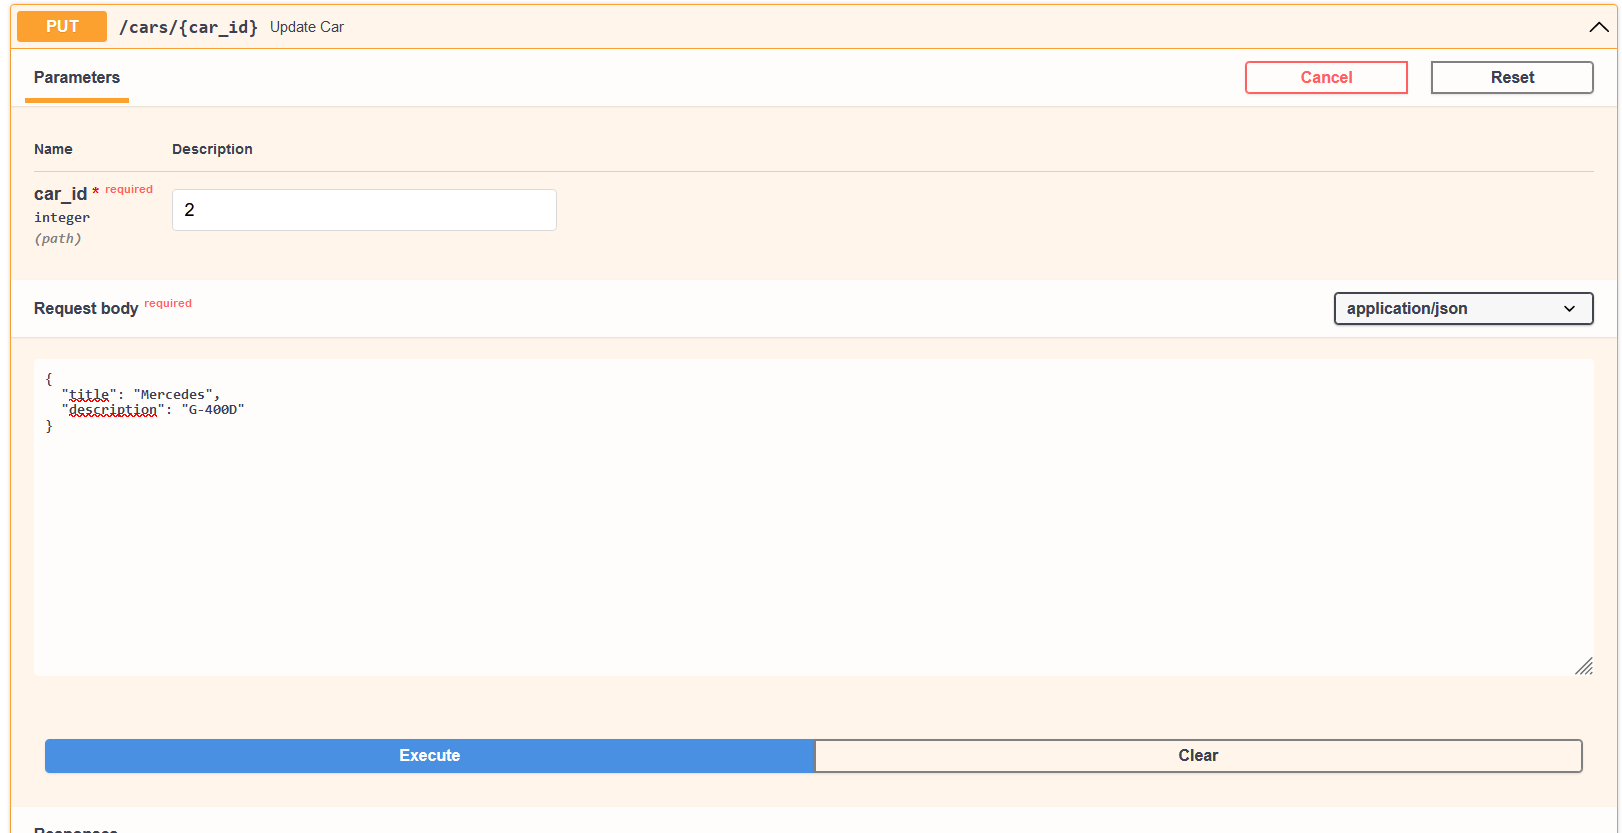 PUT /cars/{car_id} Update Car
Parameters Cancel Reset
Name Description
car_id * required
integer
(path)
2
Request body required application/json
{
  "title": "Mercedes",
  "description": "G-400D"
}
Execute Clear
Responses